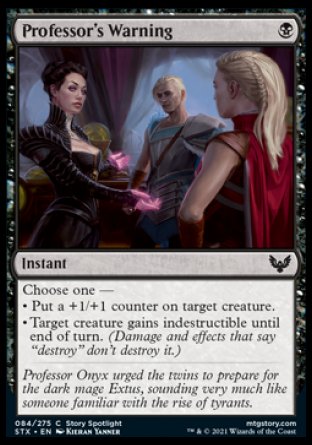 Professor's Warning
Instant
Choose one —
• Put a +1/+1 counter on target creature.
• Target creature gains indestructible until
end of turn. (Damage and effects that say
"destroy" don't destroy it.)
Professor Onyx urged the twins to prepare for
the dark mage Extus, sounding very much like
someone familiar with the rise of tyrants.
084/275 C Story Spotlight
mtgstory.com
STX • EN Kieran Yanner
™ & © 2021 Wizards of the Coast